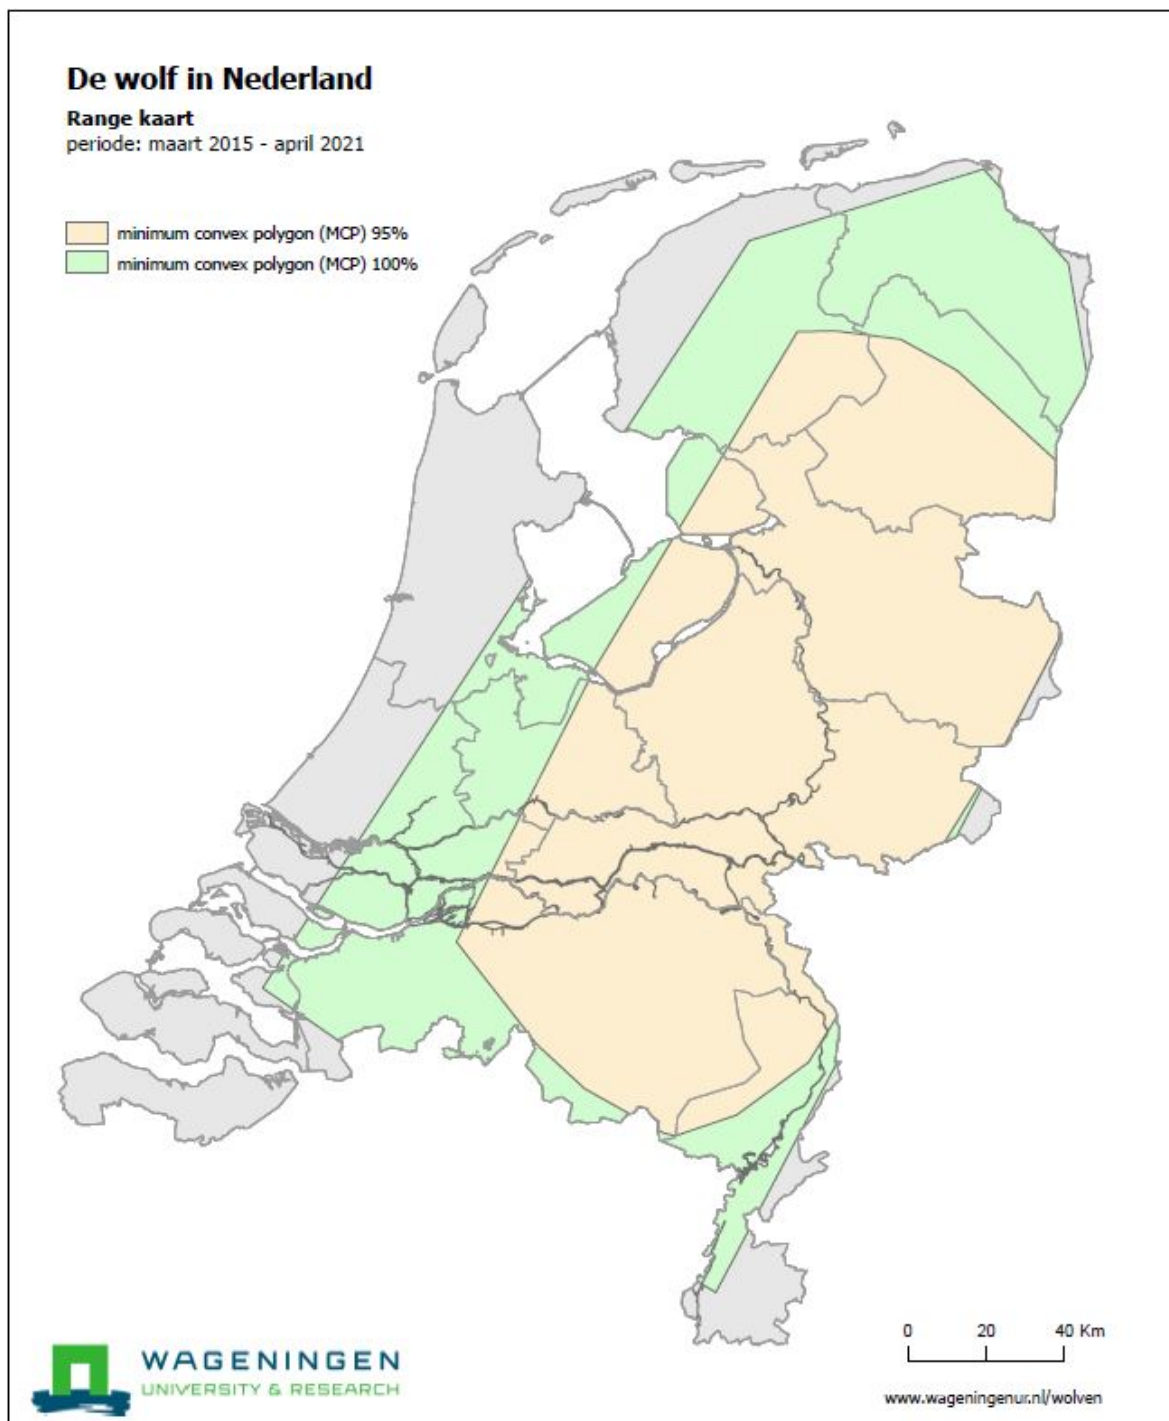 De wolf in Nederland
Range kaart
periode: maart 2015 - april 2021
minimum convex polygon (MCP) 95%
minimum convex polygon (MCP) 100%
0 20 40 Km
WAGENINGEN
UNIVERSITY & RESEARCH
www.wageningenur.nl/wolven